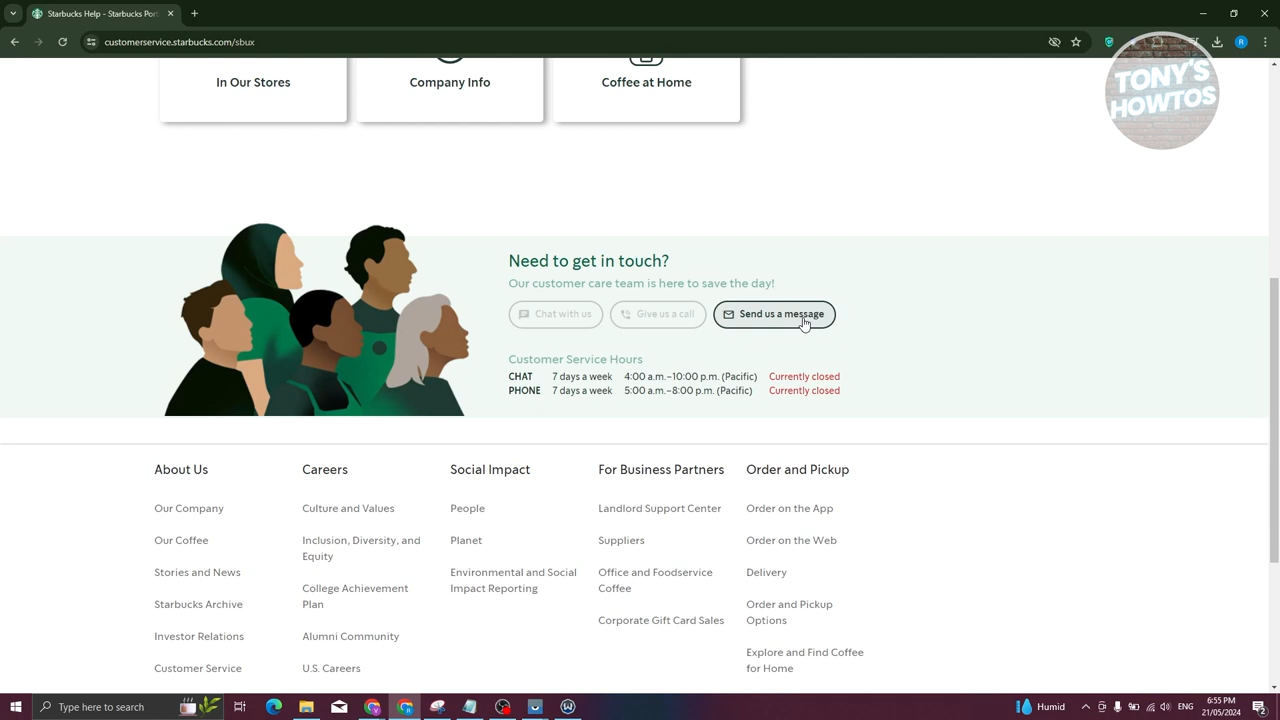 Starbucks Help - Starbucks Por
customerservice.starbucks.com/sbux
R
TONY'S
HOWTOS
In Our Stores
Company Info
Coffee at Home
Need to get in touch?
Our customer care team is here to save the day!
Chat with us
Give us a call
Send us a message
Customer Service Hours
CHAT 7 days a week 4:00 a.m.–10:00 p.m. (Pacific) Currently closed
PHONE 7 days a week 5:00 a.m.–8:00 p.m. (Pacific) Currently closed
About Us
Our Company
Our Coffee
Stories and News
Starbucks Archive
Investor Relations
Customer Service
Careers
Culture and Values
Inclusion, Diversity, and
Equity
College Achievement
Plan
Alumni Community
U.S. Careers
Social Impact
People
Planet
Environmental and Social
Impact Reporting
For Business Partners
Landlord Support Center
Suppliers
Office and Foodservice
Coffee
Corporate Gift Card Sales
Order and Pickup
Order on the App
Order on the Web
Delivery
Order and Pickup
Options
Explore and Find Coffee
for Home
Type here to search
Humid
ENG
6:55 PM
21/05/2024
2